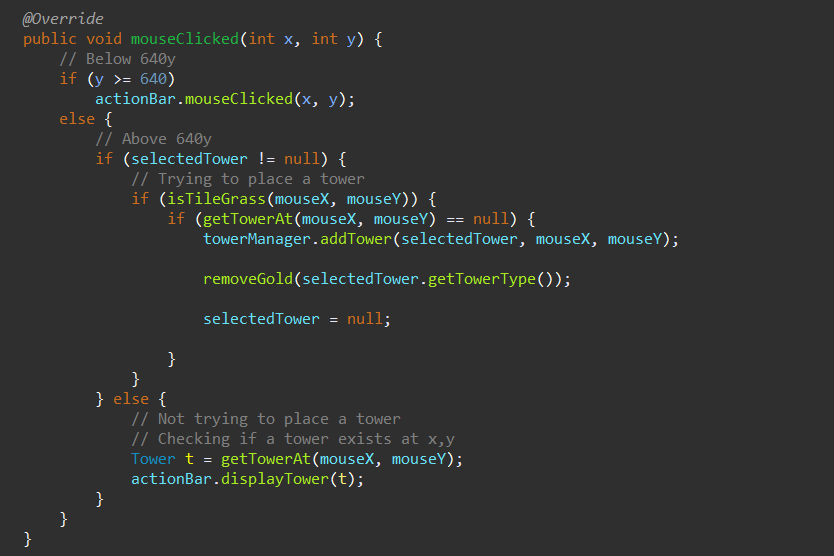 @Override
public void mouseClicked(int x, int y) {
    // Below 640y
    if (y >= 640)
        actionBar.mouseClicked(x, y);
    else {
        // Above 640y
        if (selectedTower != null) {
            // Trying to place a tower
            if (isTileGrass(mouseX, mouseY)) {
                if (getTowerAt(mouseX, mouseY) == null) {
                    towerManager.addTower(selectedTower, mouseX, mouseY);

                    removeGold(selectedTower.getTowerType());

                    selectedTower = null;

                }
            }
        } else {
            // Not trying to place a tower
            // Checking if a tower exists at x,y
            Tower t = getTowerAt(mouseX, mouseY);
            actionBar.displayTower(t);
        }
    }
}